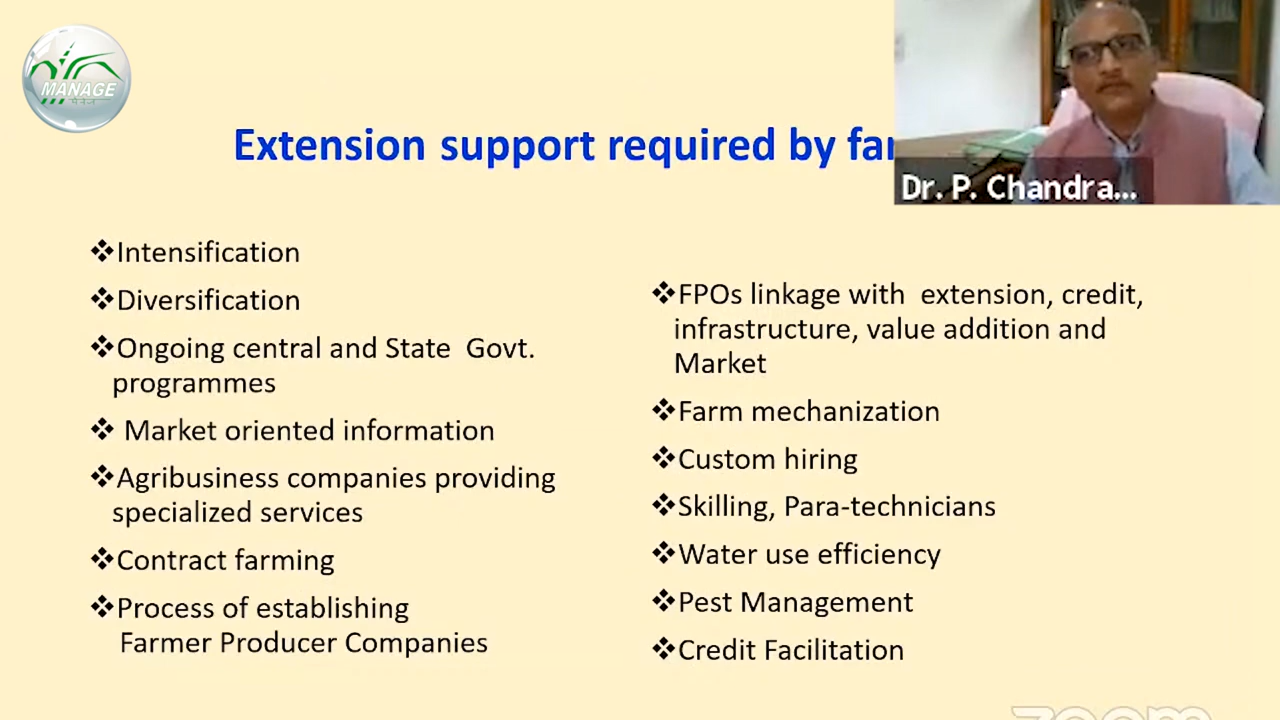 MANAGE
मैनेज
Extension support required by far
Dr. P. Chandra...
❖Intensification
❖Diversification
❖Ongoing central and State Govt.
programmes
❖ Market oriented information
❖Agribusiness companies providing
specialized services
❖Contract farming
❖Process of establishing
Farmer Producer Companies
❖FPOs linkage with extension, credit,
infrastructure, value addition and
Market
❖Farm mechanization
❖Custom hiring
❖Skilling, Para-technicians
❖Water use efficiency
❖Pest Management
❖Credit Facilitation
zoom